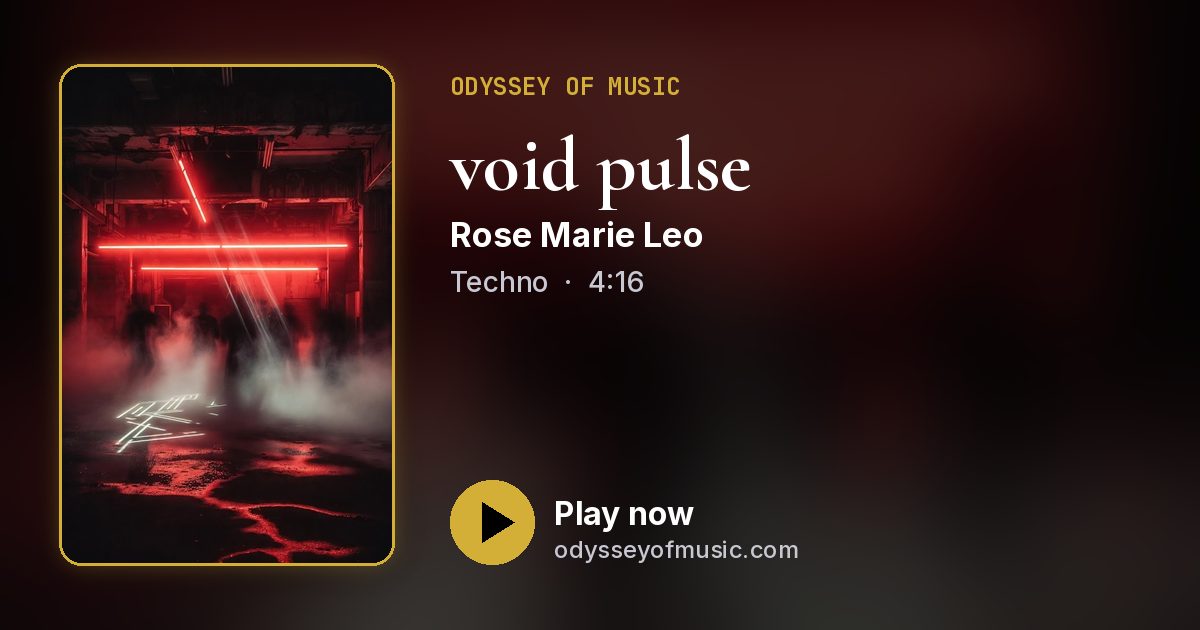 ODYSSEY OF MUSIC
void pulse
Rose Marie Leo
Techno · 4:16
Play now
odysseyofmusic.com